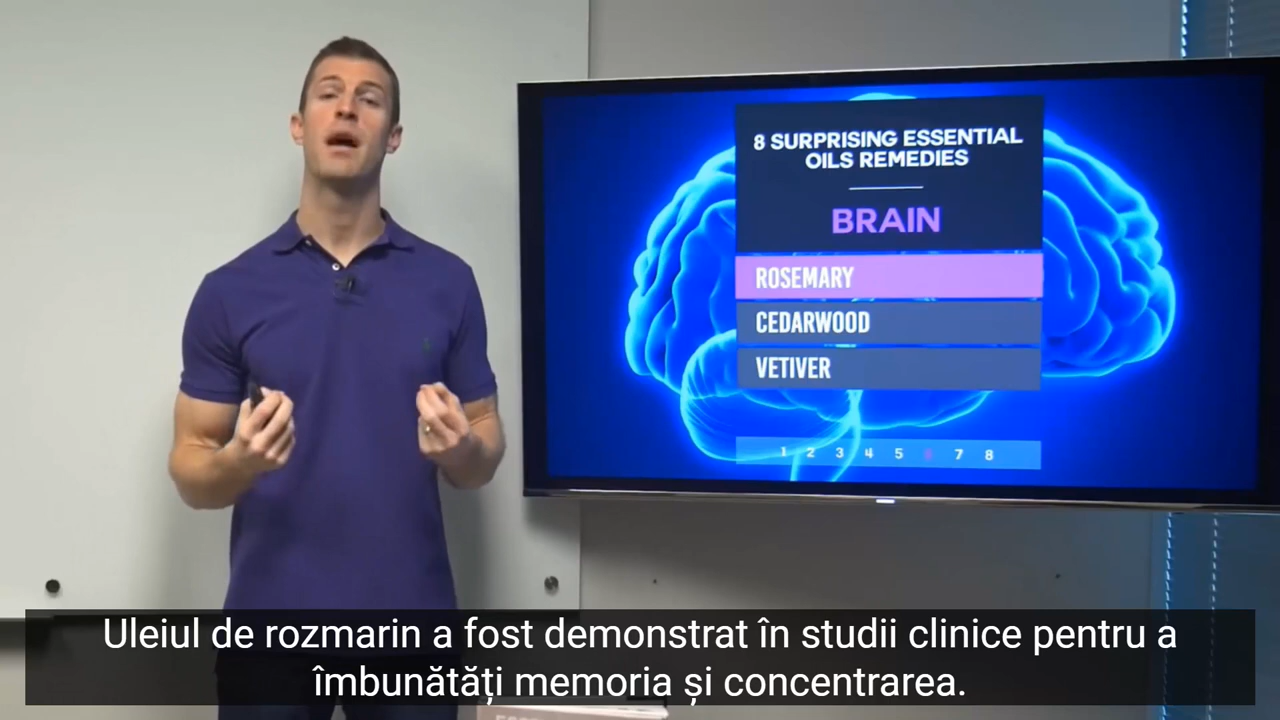 8 SURPRISING ESSENTIAL
OILS REMEDIES
BRAIN
ROSEMARY
CEDARWOOD
VETIVER
1 2 3 4 5 6 7 8
Uleiul de rozmarin a fost demonstrat în studii clinice pentru a
îmbunătăți memoria și concentrarea.